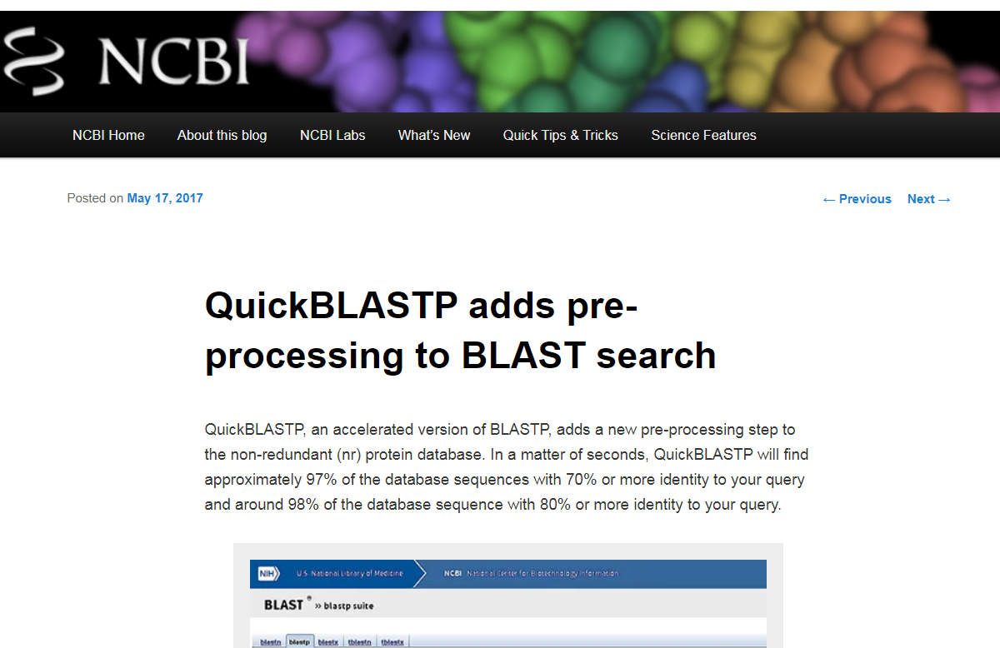 NCBI
NCBI Home About this blog NCBI Labs What's New Quick Tips & Tricks Science Features
Posted on May 17, 2017
← Previous Next →
QuickBLASTP adds pre-
processing to BLAST search
QuickBLASTP, an accelerated version of BLASTP, adds a new pre-processing step to
the non-redundant (nr) protein database. In a matter of seconds, QuickBLASTP will find
approximately 97% of the database sequences with 70% or more identity to your query
and around 98% of the database sequence with 80% or more identity to your query.
NIH U.S. National Library of Medicine NCBI National Center for Biotechnology Information
BLAST ® » blastp suite
blastn blastp blastx tblastn tblastx